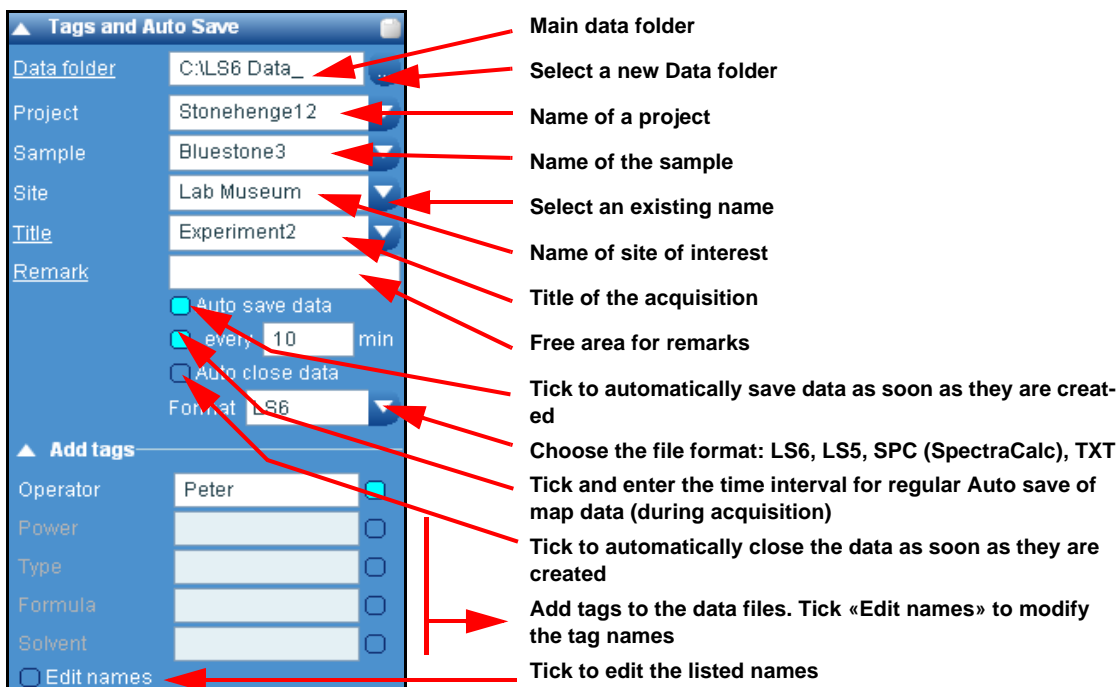 Tags and Auto Save
Data folder
C:\LS6 Data_
...
Project
Stonehenge12
Sample
Bluestone3
Site
Lab Museum
Title
Experiment2
Remark
Auto save data
every 10 min
Auto close data
Format LS6
Add tags
Operator
Peter
Power
Type
Formula
Solvent
Edit names
Main data folder
Select a new Data folder
Name of a project
Name of the sample
Select an existing name
Name of site of interest
Title of the acquisition
Free area for remarks
Tick to automatically save data as soon as they are creat-
ed
Choose the file format: LS6, LS5, SPC (SpectraCalc), TXT
Tick and enter the time interval for regular Auto save of
map data (during acquisition)
Tick to automatically close the data as soon as they are
created
Add tags to the data files. Tick «Edit names» to modify
the tag names
Tick to edit the listed names